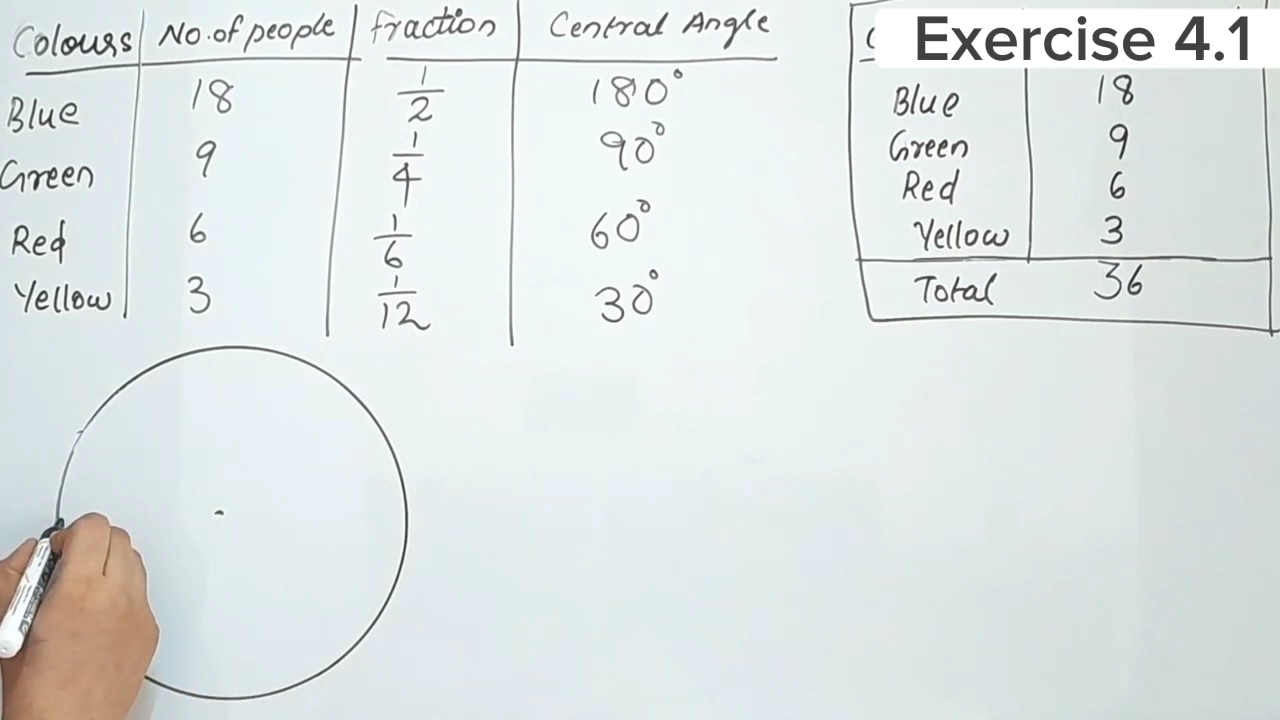 Colours No. of people fraction Central Angle
Blue 18 1/2 180°
Green 9 1/4 90°
Red 6 1/6 60°
Yellow 3 1/12 30°
Exercise 4.1
Blue 18
Green 9
Red 6
Yellow 3
Total 36